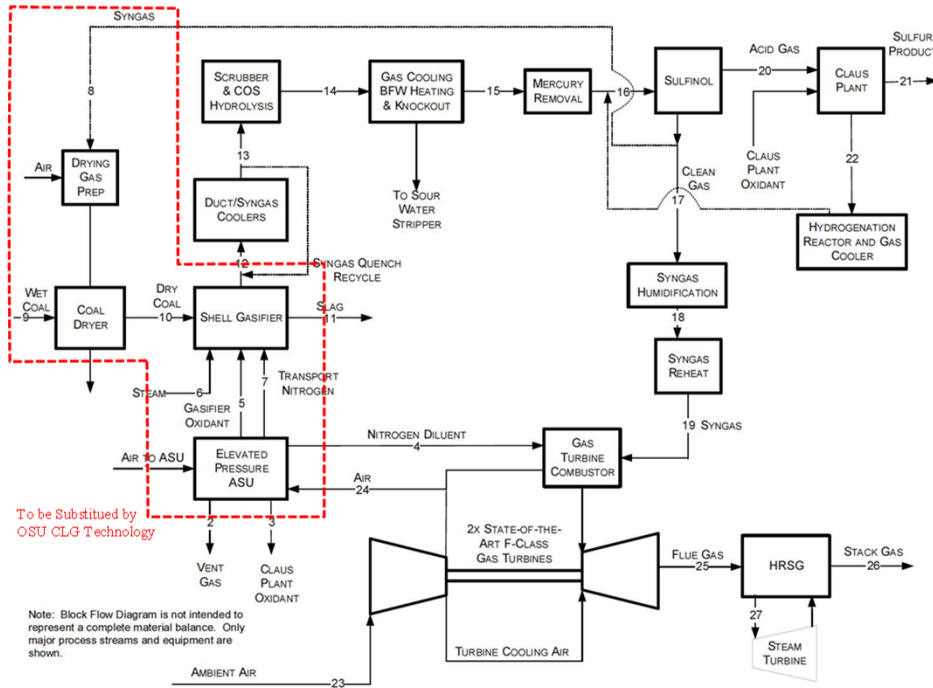 SYNGAS
8
AIR
DRYING
GAS
PREP
WET
COAL
9
COAL
DRYER
DRY
COAL
10
SCRUBBER
& COS
HYDROLYSIS
13
14
DUCT/SYNGAS
COOLERS
12
SYNGAS QUENCH
RECYCLE
SHELL GASIFIER
SLAG
11
STEAM
6
GASIFIER
OXIDANT
5
7
TRANSPORT
NITROGEN
GAS COOLING
BFW HEATING
& KNOCKOUT
15
TO SOUR
WATER
STRIPPER
MERCURY
REMOVAL
16
SULFINOL
ACID GAS
20
CLAUS
PLANT
SULFUR
PRODUCT
21
CLAUS
PLANT
OXIDANT
22
CLEAN
GAS
17
HYDROGENATION
REACTOR AND GAS
COOLER
SYNGAS
HUMIDIFICATION
18
SYNGAS
REHEAT
19 SYNGAS
AIR TO ASU
1
ELEVATED
PRESSURE
ASU
NITROGEN DILUENT
4
AIR
24
GAS
TURBINE
COMBUSTOR
To be Substitued by
OSU CLG Technology
2
VENT
GAS
3
CLAUS
PLANT
OXIDANT
2X STATE-OF-THE-
ART F-CLASS
GAS TURBINES
FLUE GAS
25
HRSG
STACK GAS
26
27
STEAM
TURBINE
TURBINE COOLING AIR
AMBIENT AIR
23
Note: Block Flow Diagram is not intended to
represent a complete material balance. Only
major process streams and equipment are
shown.